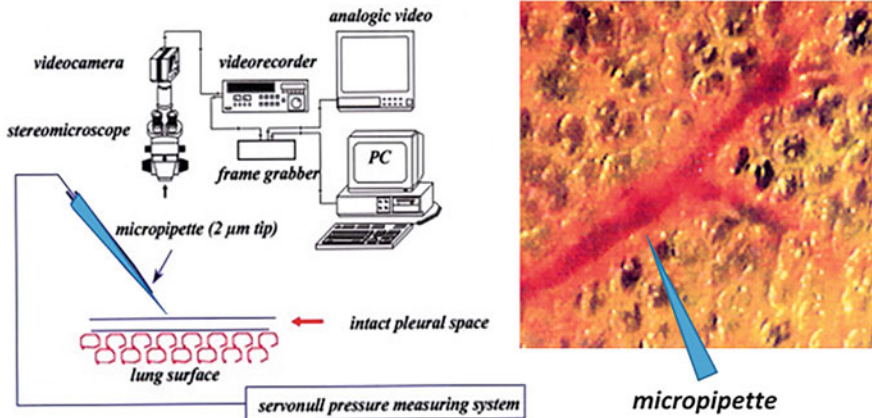 analogic video
videocamera
videorecorder
stereomicroscope
PC
frame grabber
micropipette (2 µm tip)
intact pleural space
lung surface
servonull pressure measuring system
micropipette